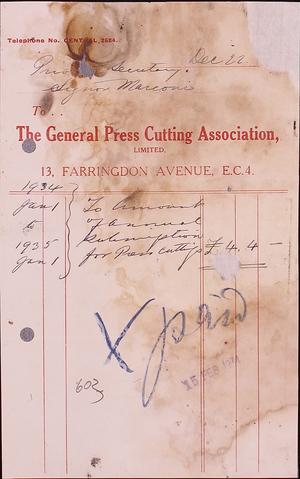 Telephone No. CENTRAL, 2684.
Dec 22
Secretary.
Signor Marconi
To..
The General Press Cutting Association,
LIMITED,
13, FARRINGDON AVENUE, E.C.4.
1934
Jan 1 To Amount
to of annual
1935 Subscription
Jan 1 for Press cuttings £ 4. 4 -
X paid
15 FEB 1934
602